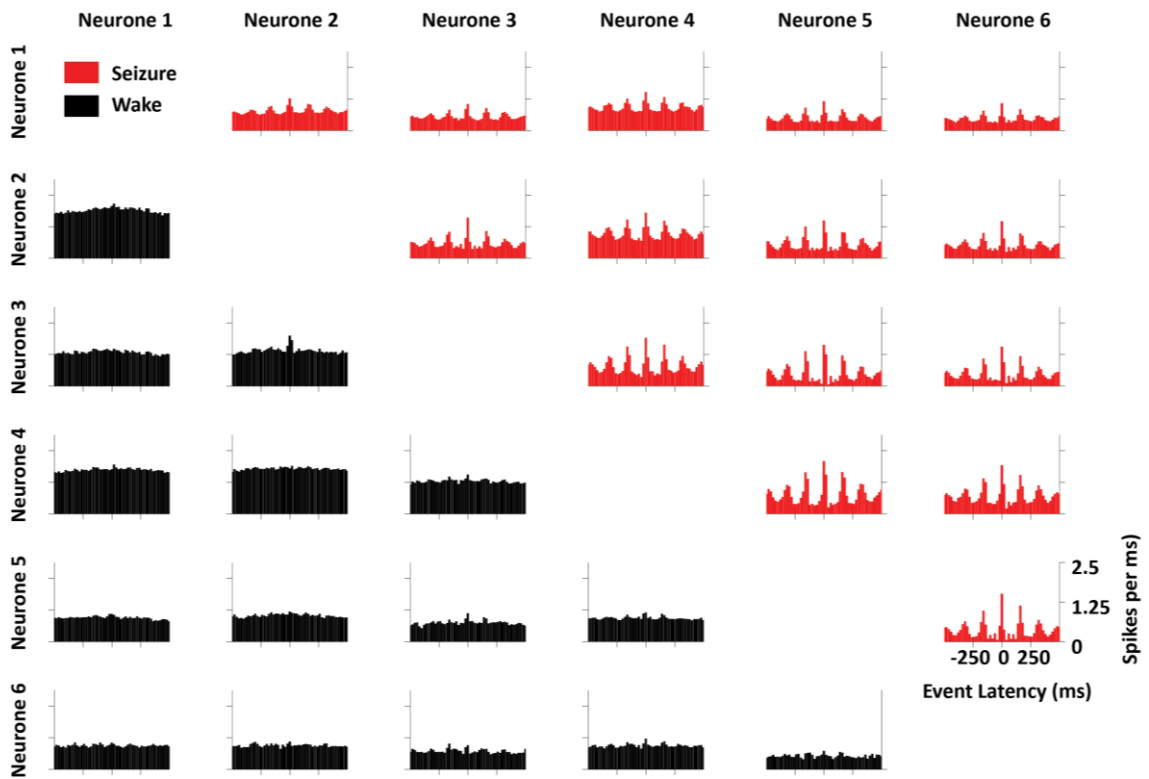 Neurone 1 Neurone 2 Neurone 3 Neurone 4 Neurone 5 Neurone 6
Neurone 1
Seizure
Wake
Neurone 2
Neurone 3
Neurone 4
Neurone 5
Neurone 6
2.5
1.25
0
Spikes per ms)
-250 0 250
Event Latency (ms)